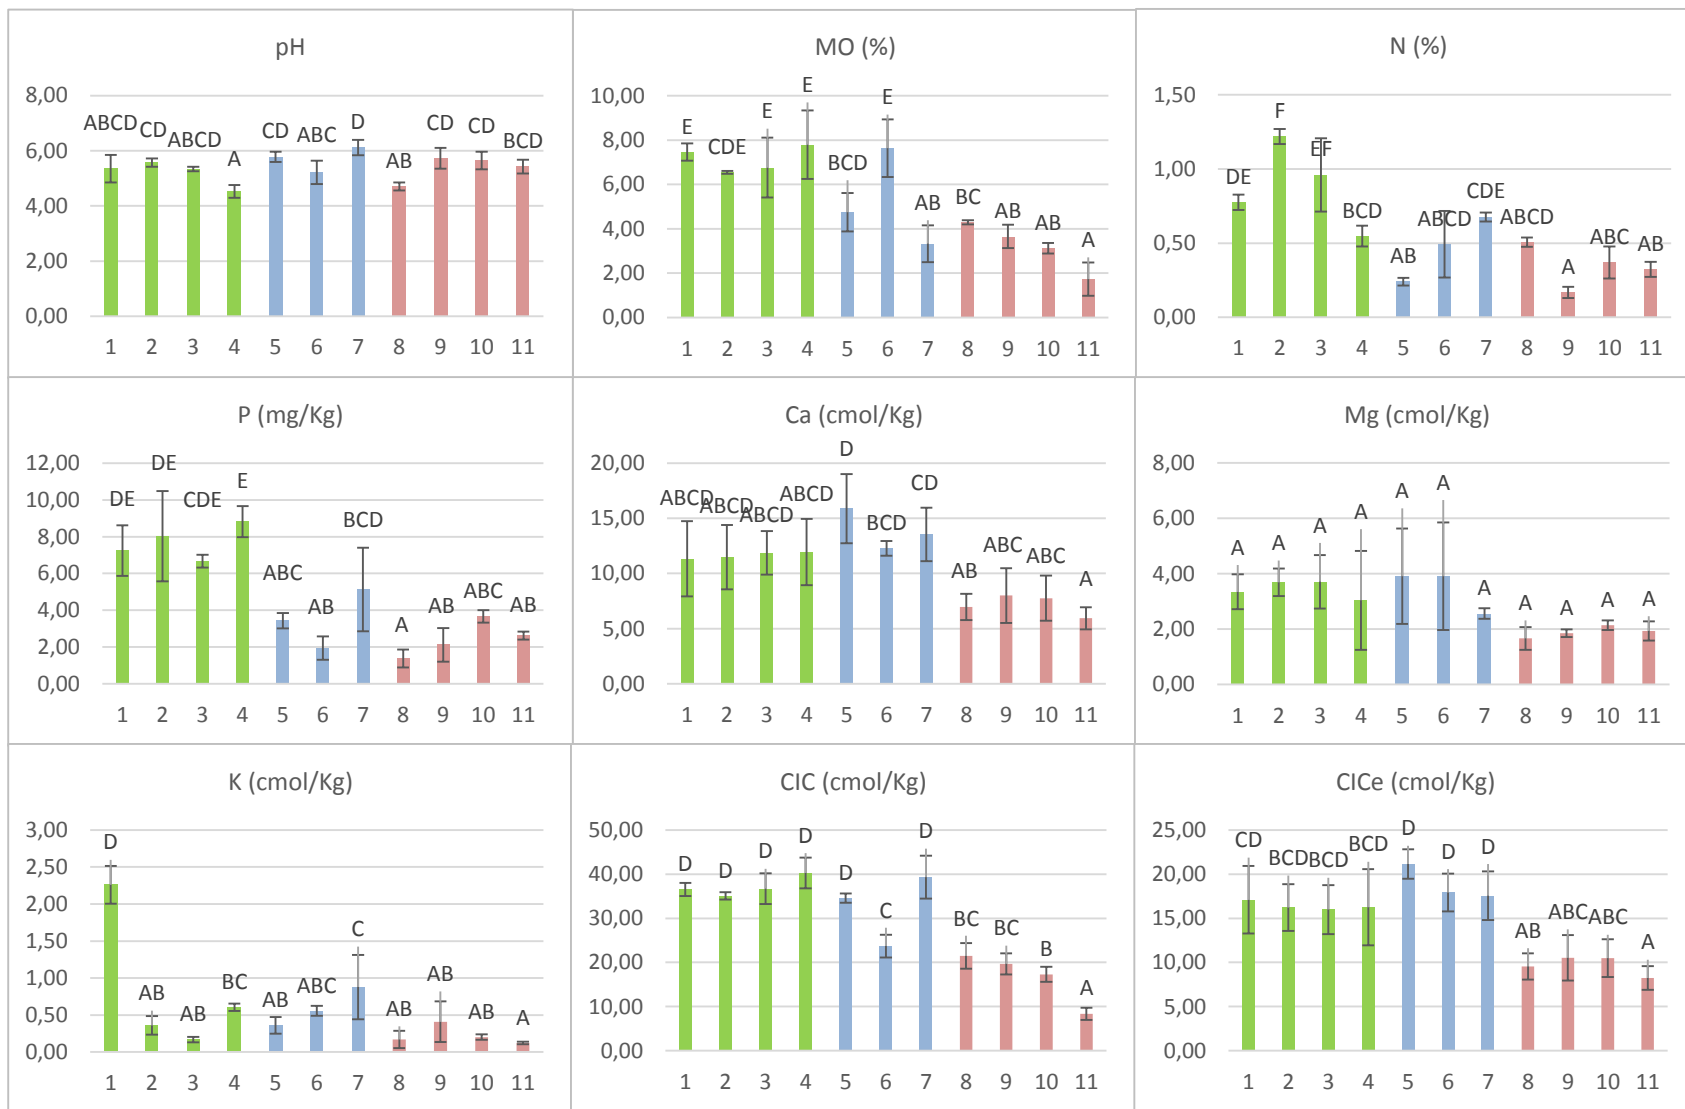 pH
8,00
6,00
4,00
2,00
0,00
ABCD CD ABCD A CD ABC D AB CD CD BCD
1 2 3 4 5 6 7 8 9 10 11
MO (%)
10,00
8,00
6,00
4,00
2,00
0,00
E CDE E E BCD E AB BC AB AB A
1 2 3 4 5 6 7 8 9 10 11
N (%)
1,50
1,00
0,50
0,00
DE F EF BCD AB ABCD CDE ABCD A ABC AB
1 2 3 4 5 6 7 8 9 10 11
P (mg/Kg)
12,00
10,00
8,00
6,00
4,00
2,00
0,00
DE DE CDE E ABC AB BCD A AB ABC AB
1 2 3 4 5 6 7 8 9 10 11
Ca (cmol/Kg)
20,00
15,00
10,00
5,00
0,00
ABCD ABCD ABCD ABCD D BCD CD AB ABC ABC A
1 2 3 4 5 6 7 8 9 10 11
Mg (cmol/Kg)
8,00
6,00
4,00
2,00
0,00
A A A A A A A A A A A
1 2 3 4 5 6 7 8 9 10 11
K (cmol/Kg)
3,00
2,50
2,00
1,50
1,00
0,50
0,00
D AB AB BC AB ABC C AB AB AB A
1 2 3 4 5 6 7 8 9 10 11
CIC (cmol/Kg)
50,00
40,00
30,00
20,00
10,00
0,00
D D D D D C D BC BC B A
1 2 3 4 5 6 7 8 9 10 11
CICe (cmol/Kg)
25,00
20,00
15,00
10,00
5,00
0,00
CD BCD BCD BCD D D D AB ABC ABC A
1 2 3 4 5 6 7 8 9 10 11